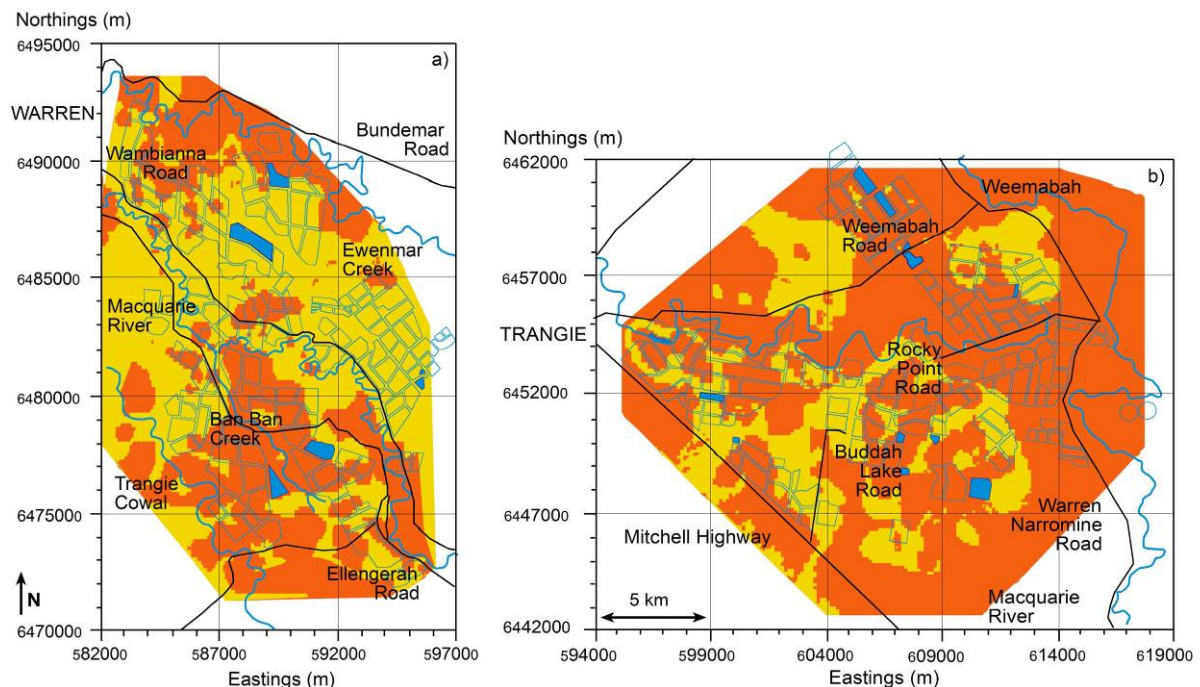 Northings (m)
6495000
a)
WARREN
Bundemar
Road
6490000
Wambianna
Road
Ewenmar
Creek
6485000
Macquarie
River
6480000
Ban Ban
Creek
Trangie
Cowal
6475000
Ellengerah
Road
N
6470000
582000
587000
592000
597000
Eastings (m)
Northings (m)
6462000
b)
Weemabah
Weemabah
Road
6457000
TRANGIE
Rocky
Point
Road
6452000
Buddah
Lake
Road
6447000
Mitchell Highway
Warren
Narromine
Road
5 km
Macquarie
River
6442000
594000
599000
604000
609000
614000
619000
Eastings (m)